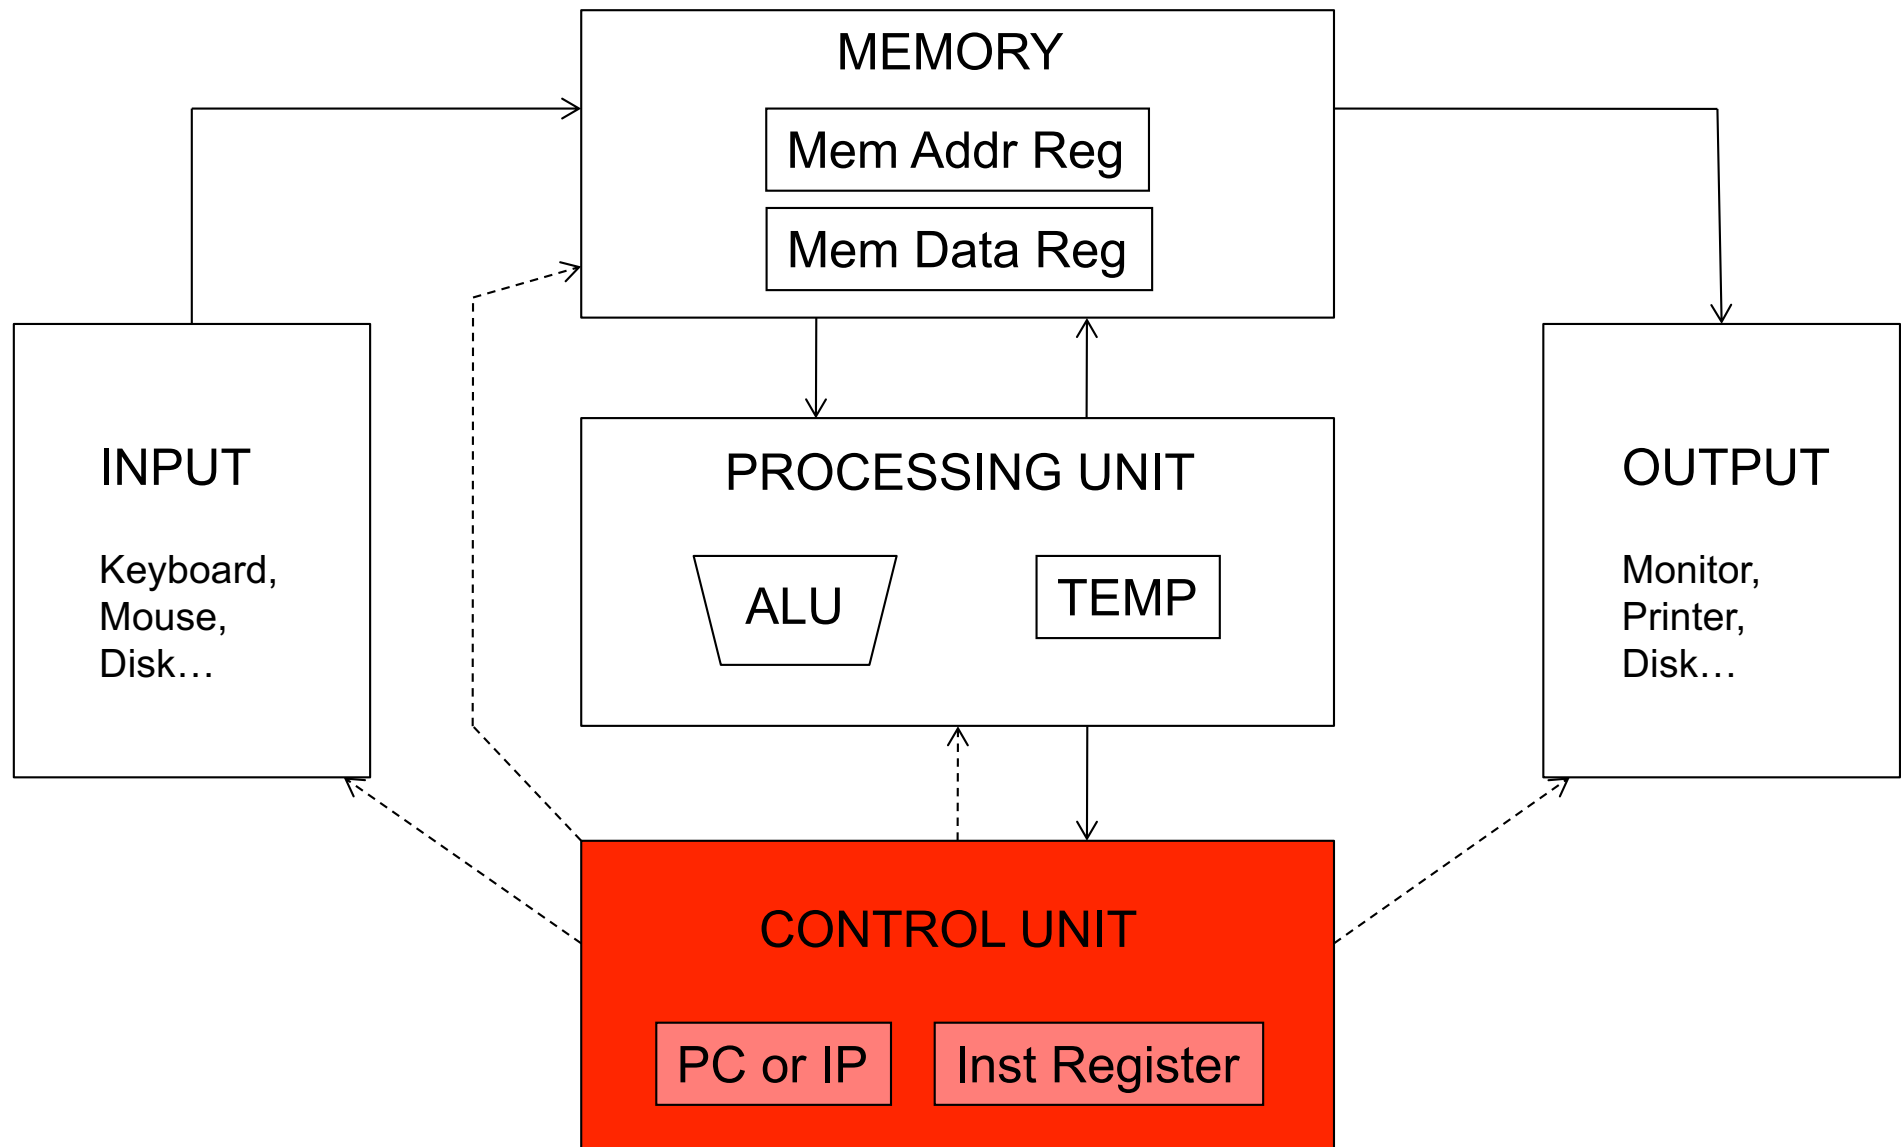 MEMORY
Mem Addr Reg
Mem Data Reg
INPUT
Keyboard,
Mouse,
Disk…
PROCESSING UNIT
ALU
TEMP
OUTPUT
Monitor,
Printer,
Disk…
CONTROL UNIT
PC or IP
Inst Register